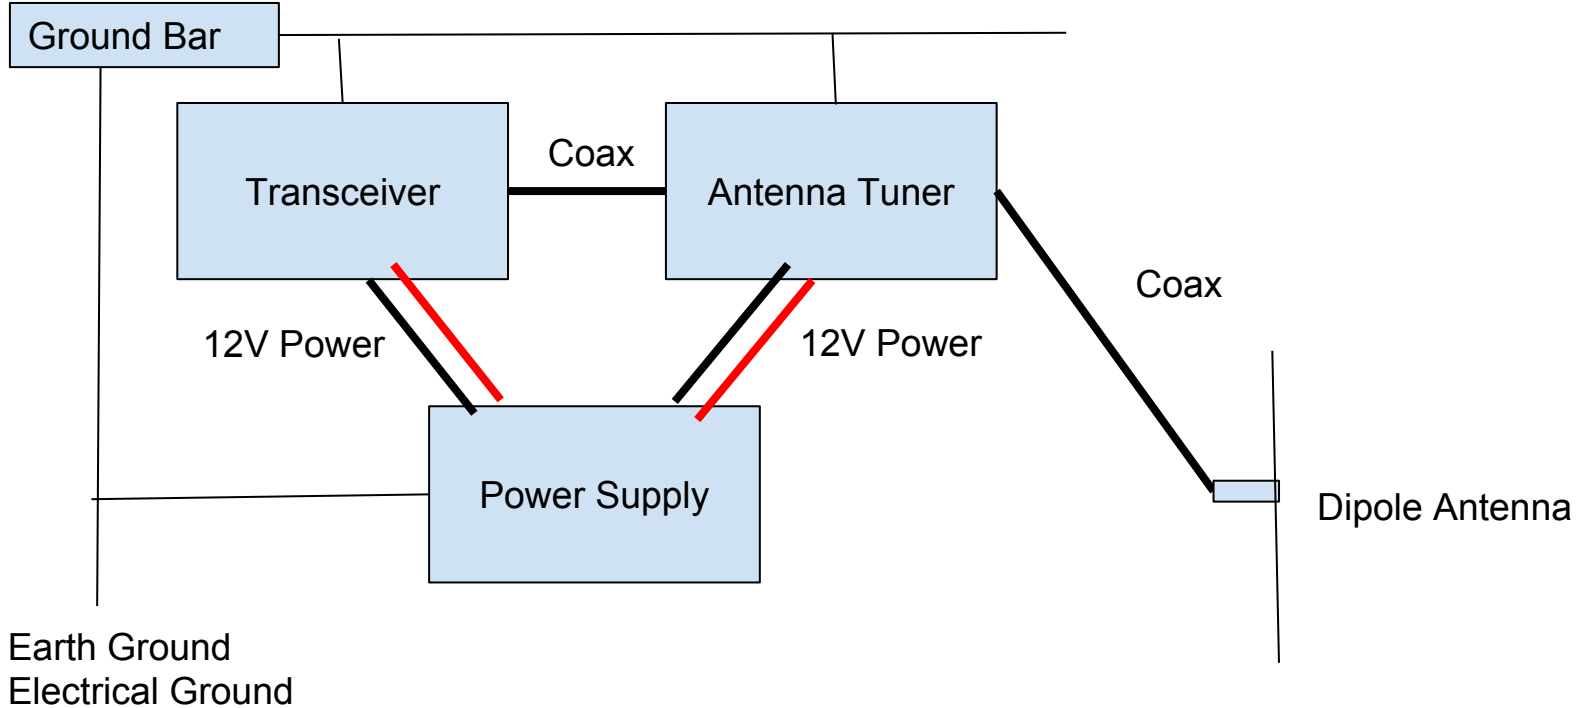 Ground Bar
Coax
Transceiver
Antenna Tuner
Coax
12V Power
12V Power
Power Supply
Dipole Antenna
Earth Ground
Electrical Ground